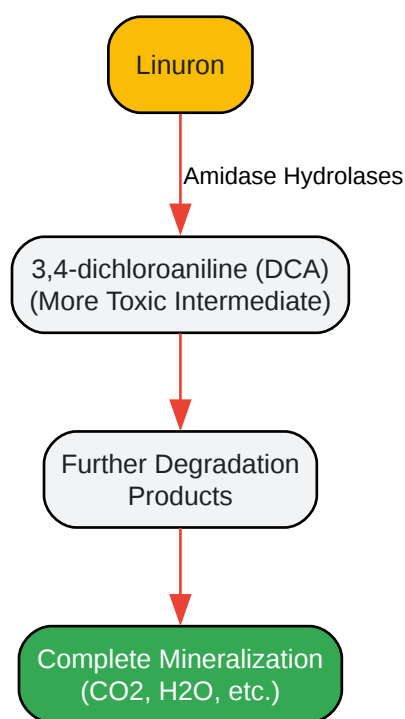 Linuron
Amidase Hydrolases
3,4-dichloroaniline (DCA)
(More Toxic Intermediate)
Further Degradation
Products
Complete Mineralization
(CO2, H2O, etc.)